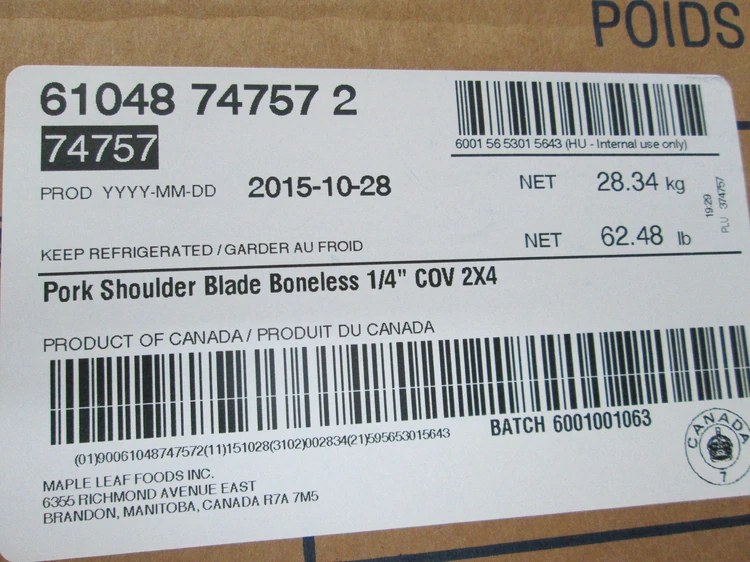 POIDS
61048 74757 2
74757
6001 56 5301 5643 (HU - Internal use only)
PROD YYYY-MM-DD 2015-10-28
NET 28.34 kg
NET 62.48 lb
19:29
PLU 374757
KEEP REFRIGERATED / GARDER AU FROID
Pork Shoulder Blade Boneless 1/4" COV 2X4
PRODUCT OF CANADA / PRODUIT DU CANADA
(01)90061048747572(11)151028(3102)002834(21)595653015643
BATCH 6001001063
CANADA
7
MAPLE LEAF FOODS INC.
6355 RICHMOND AVENUE EAST
BRANDON, MANITOBA, CANADA R7A 7M5